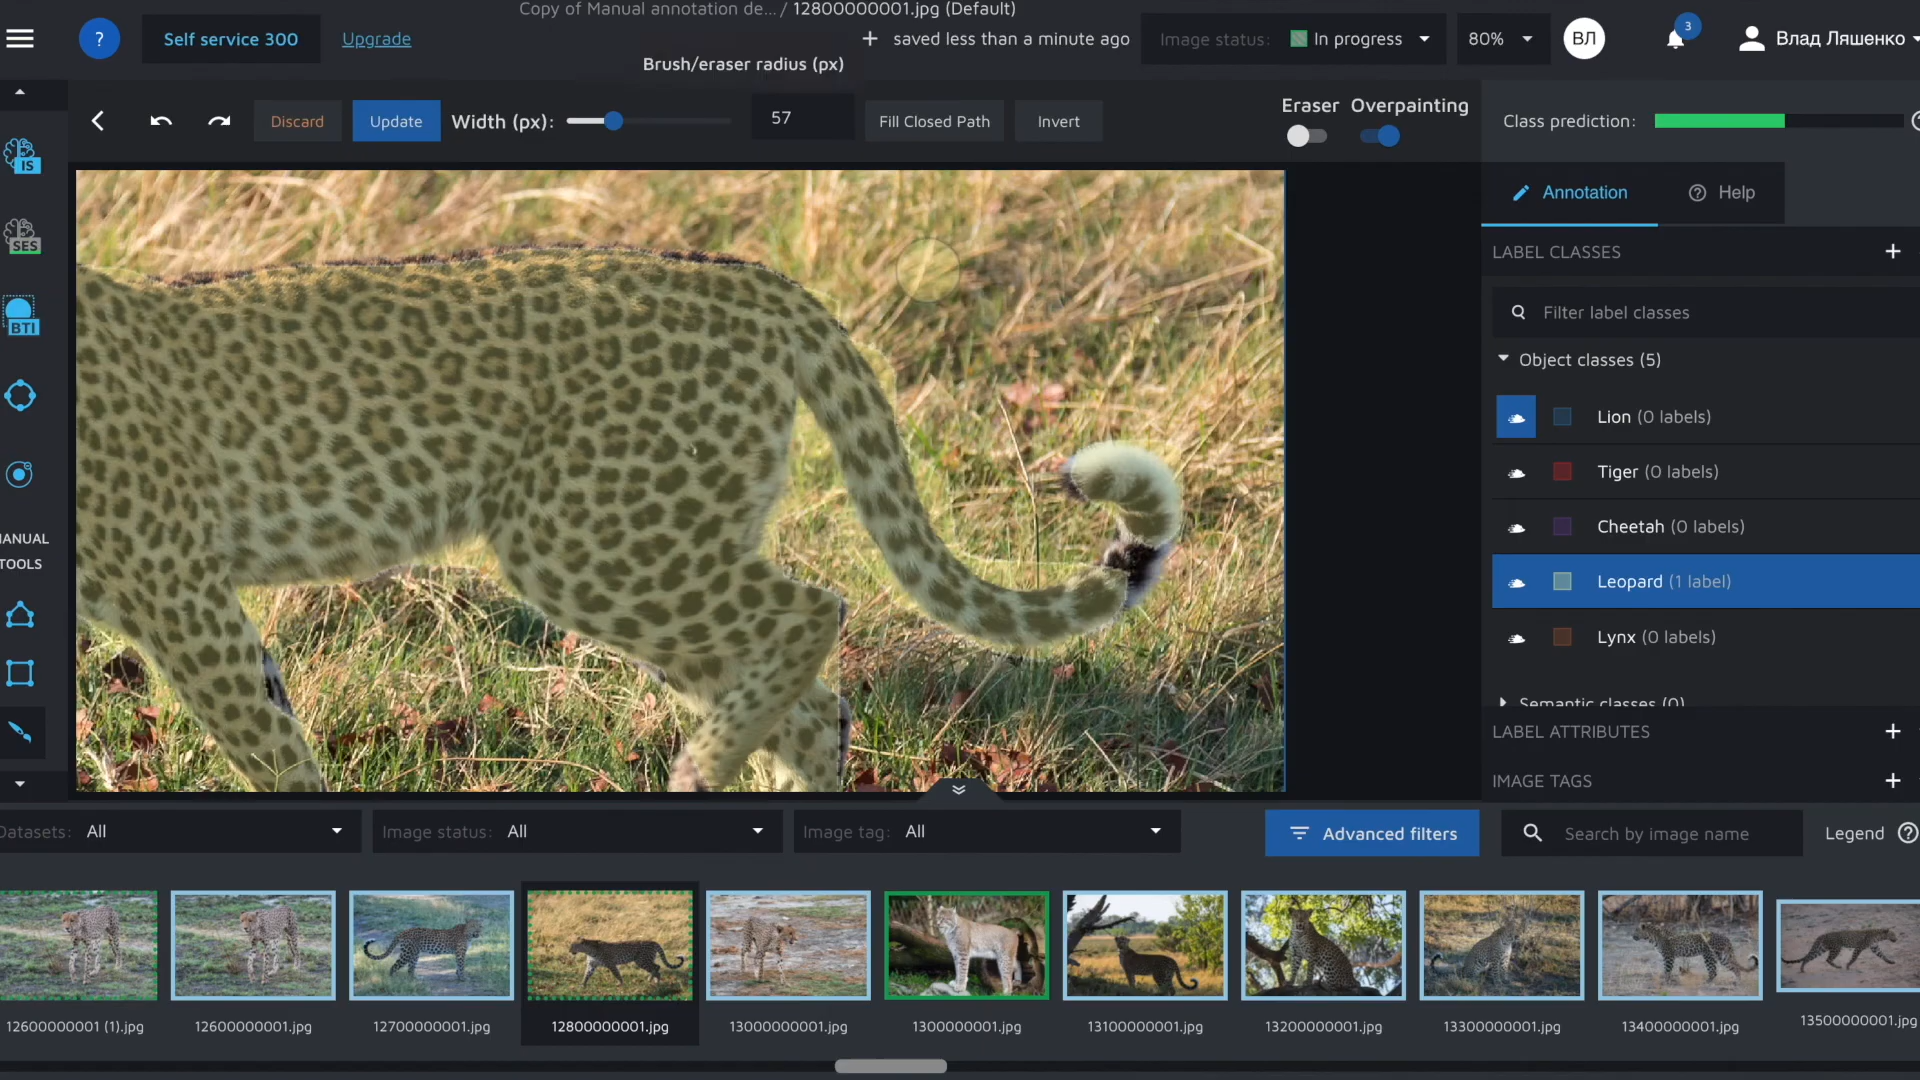 Copy of Manual annotation de... / 12800000001.jpg (Default)
?
Self service 300
Upgrade
+ saved less than a minute ago
Image status: In progress
80%
ВЛ
3
Влад Ляшенко
Brush/eraser radius (px)
Discard
Update
Width (px):
57
Fill Closed Path
Invert
Eraser
Overpainting
Class prediction:
IS
SES
BTI
ANUAL
TOOLS
Annotation
Help
LABEL CLASSES
Filter label classes
Object classes (5)
Lion (0 labels)
Tiger (0 labels)
Cheetah (0 labels)
Leopard (1 label)
Lynx (0 labels)
Semantic classes (0)
LABEL ATTRIBUTES
IMAGE TAGS
Datasets: All
Image status: All
Image tag: All
Advanced filters
Search by image name
Legend
12600000001 (1).jpg
12600000001.jpg
12700000001.jpg
12800000001.jpg
13000000001.jpg
1300000001.jpg
13100000001.jpg
13200000001.jpg
13300000001.jpg
13400000001.jpg
13500000001.jpg